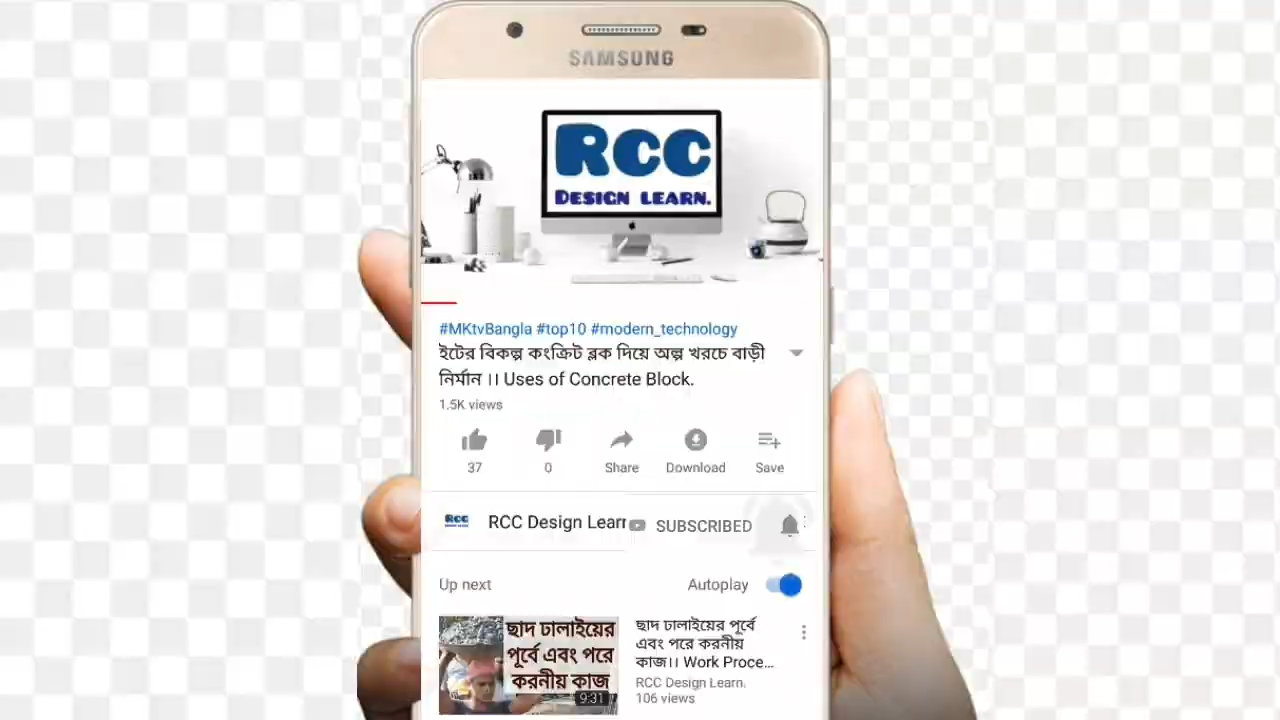 SAMSUNG
RCC
DESIGN LEARN.
#MKtvBangla #top10 #modern_technology
ইটের বিকল্প কংক্রিট ব্লক দিয়ে অল্প খরচে বাড়ী
নির্মান ।। Uses of Concrete Block.
1.5K views
37
0
Share
Download
Save
RCC
RCC Design Learn
SUBSCRIBED
Up next
Autoplay
ছাদ ঢালাইয়ের
পূর্বে এবং পরে
করনীয় কাজ
9:31
ছাদ ঢালাইয়ের পূর্বে
এবং পরে করনীয়
কাজ।। Work Proce...
RCC Design Learn.
106 views